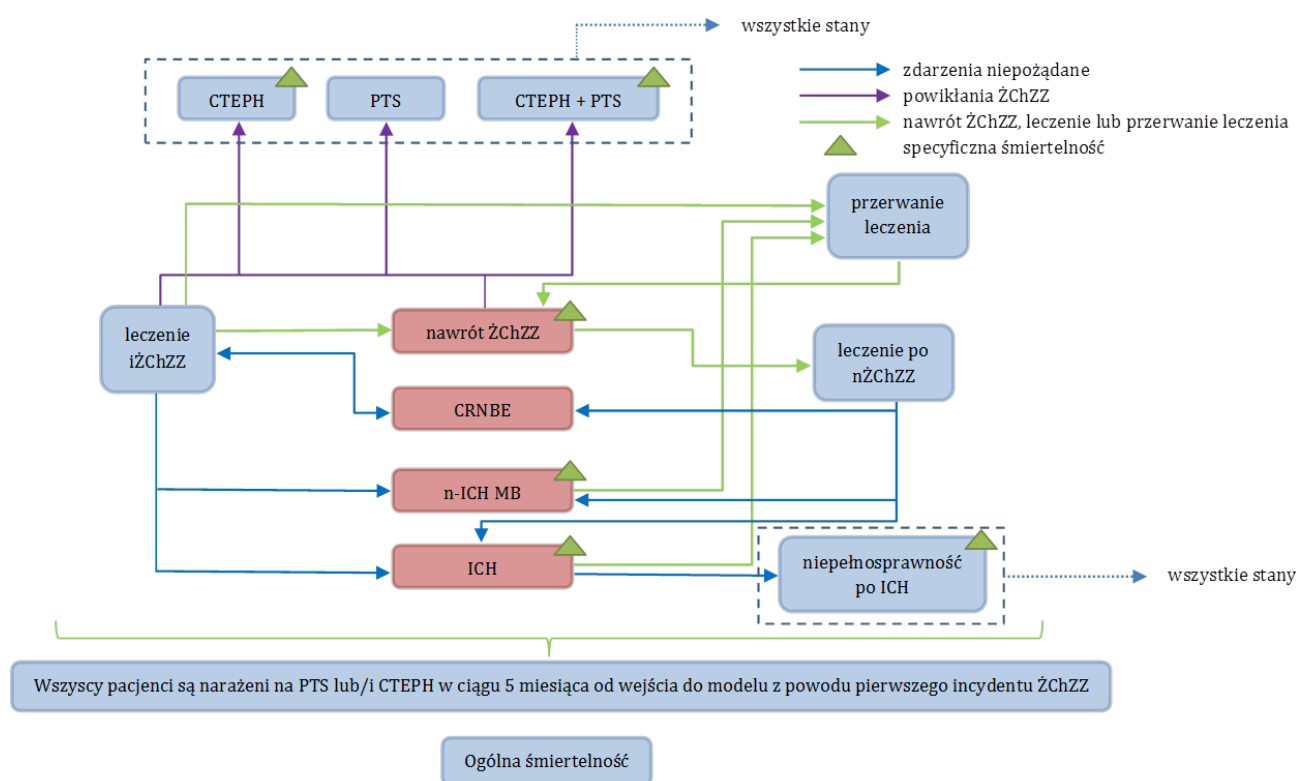 wszystkie stany
CTEPH
PTS
CTEPH + PTS
zdarzenia niepożądane
powikłania ŻChZZ
nawrót ŻChZZ, leczenie lub przerwanie leczenia
specyficzna śmiertelność
przerwanie
leczenia
leczenie
iŻChZZ
nawrót ŻChZZ
leczenie po
nŻChZZ
CRNBE
n-ICH MB
ICH
niepełnosprawność
po ICH
wszystkie stany
Wszyscy pacjenci są narażeni na PTS lub/i CTEPH w ciągu 5 miesiąca od wejścia do modelu z powodu pierwszego incydentu ŻChZZ
Ogólna śmiertelność